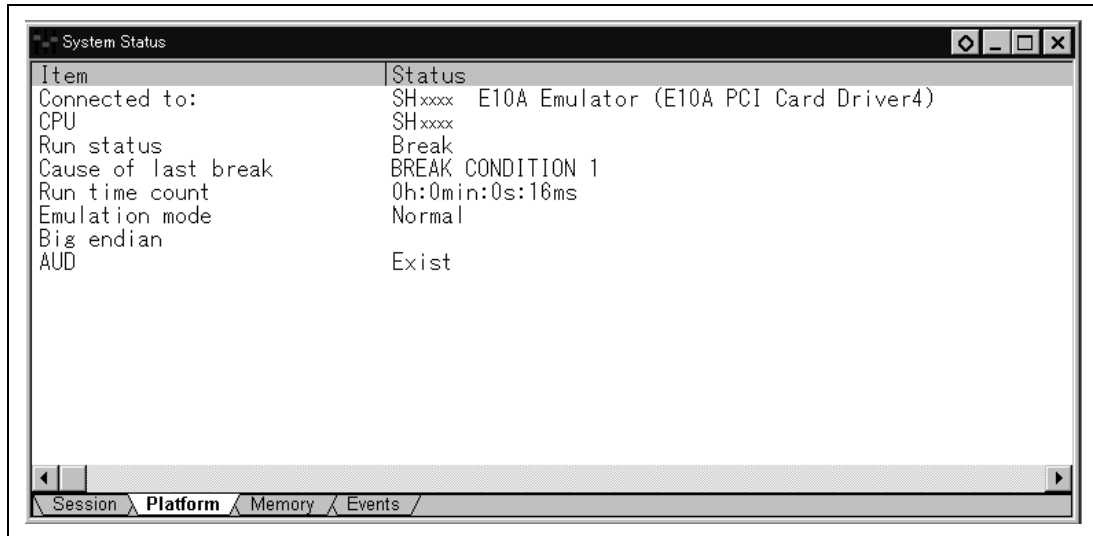 System Status
Item Status
Connected to: SHxxxx E10A Emulator (E10A PCI Card Driver4)
CPU SHxxxx
Run status Break
Cause of last break BREAK CONDITION 1
Run time count 0h:0min:0s:16ms
Emulation mode Normal
Big endian
AUD Exist
Session Platform Memory Events